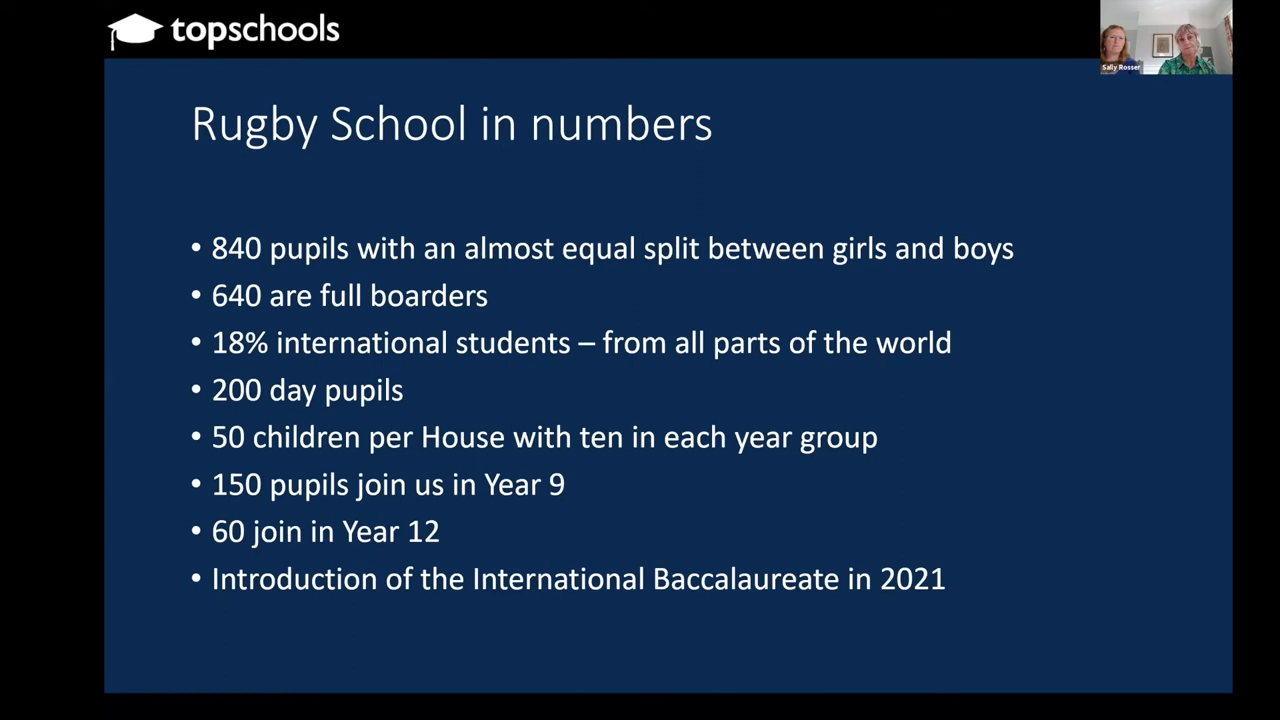 topschools
Sally Rosser
Rugby School in numbers
• 840 pupils with an almost equal split between girls and boys
• 640 are full boarders
• 18% international students – from all parts of the world
• 200 day pupils
• 50 children per House with ten in each year group
• 150 pupils join us in Year 9
• 60 join in Year 12
• Introduction of the International Baccalaureate in 2021